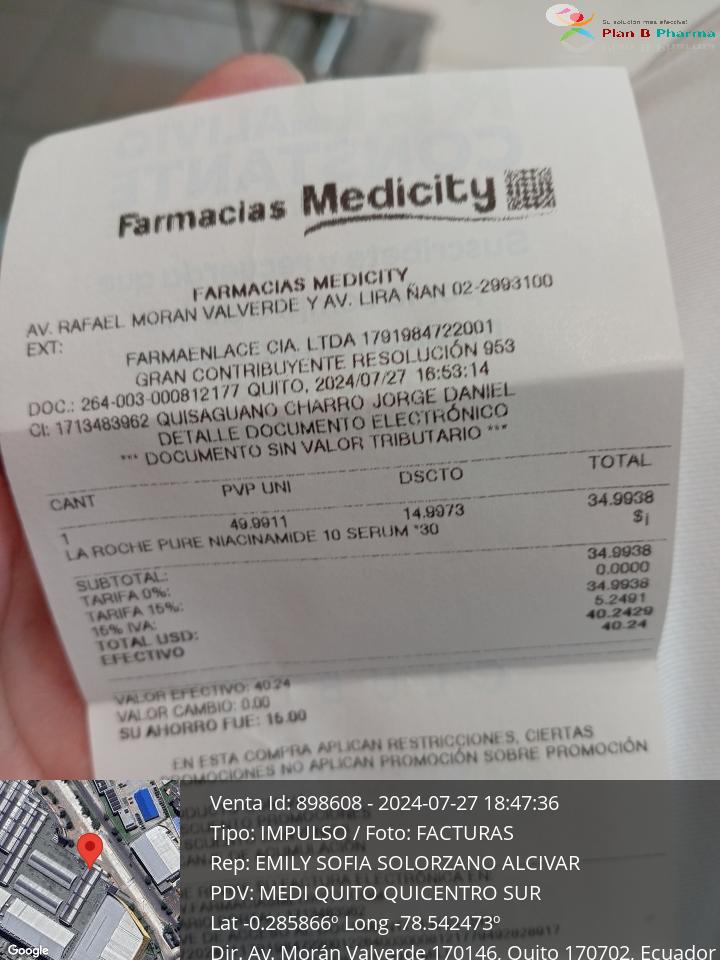 Su solución más efectiva!
Plan B Pharma
Farmacias Medicity
FARMACIAS MEDICITY
AV. RAFAEL MORAN VALVERDE Y AV. LIRA ÑAN 02-2993100
EXT:
FARMAENLACE CIA. LTDA 1791984722001
GRAN CONTRIBUYENTE RESOLUCIÓN 953
DOC.: 264-003-000812177 QUITO, 2024/07/27 16:53:14
CI: 1713483962 QUISAGUANO CHARRO JORGE DANIEL
DETALLE DOCUMENTO ELECTRÓNICO
*** DOCUMENTO SIN VALOR TRIBUTARIO ***
CANT PVP UNI DSCTO TOTAL
1 49.9911 14.9973 34.9938
LA ROCHE PURE NIACINAMIDE 10 SERUM *30 $¡
SUBTOTAL: 34.9938
TARIFA 0%: 0.0000
TARIFA 15%: 34.9938
15% IVA: 5.2491
TOTAL USD: 40.2429
EFECTIVO 40.24
VALOR EFECTIVO: 40.24
VALOR CAMBIO: 0.00
SU AHORRO FUE: 15.00
EN ESTA COMPRA APLICAN RESTRICCIONES, CIERTAS
PROMOCIONES NO APLICAN PROMOCIÓN SOBRE PROMOCIÓN
Venta Id: 898608 - 2024-07-27 18:47:36
Tipo: IMPULSO / Foto: FACTURAS
Rep: EMILY SOFIA SOLORZANO ALCIVAR
PDV: MEDI QUITO QUICENTRO SUR
Lat -0.285866º Long -78.542473º
Dir. Av. Morán Valverde 170146, Quito 170702, Ecuador
Google